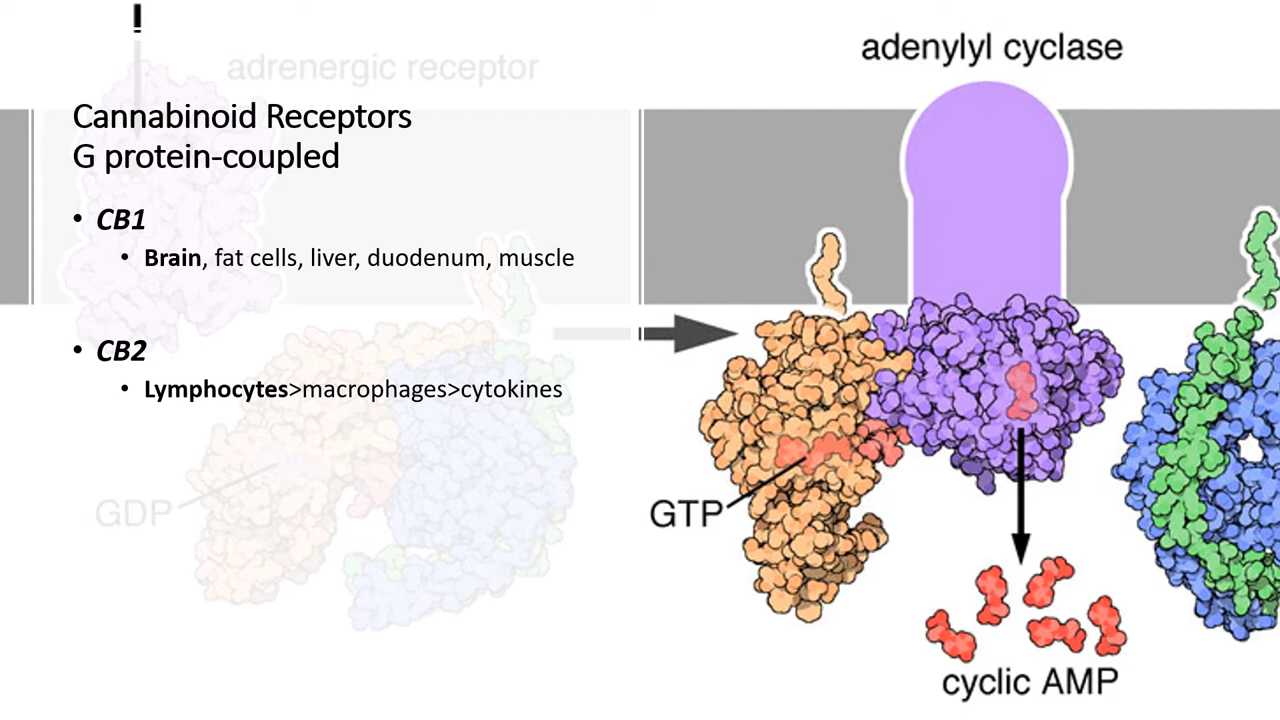 adrenergic receptor
Cannabinoid Receptors
G protein-coupled
• CB1
• Brain, fat cells, liver, duodenum, muscle
• CB2
• Lymphocytes>macrophages>cytokines
GDP
adenylyl cyclase
GTP
cyclic AMP